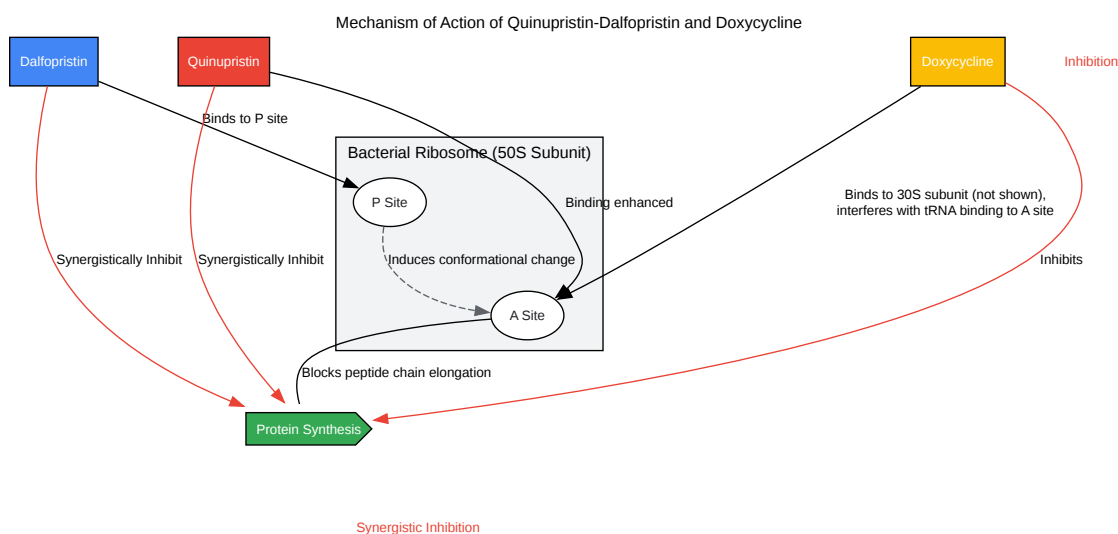 Mechanism of Action of Quinupristin-Dalfopristin and Doxycycline
Dalfopristin
Quinupristin
Doxycycline
Inhibition
Binds to P site
Bacterial Ribosome (50S Subunit)
P Site
Binding enhanced
Binds to 30S subunit (not shown),
interferes with tRNA binding to A site
Synergistically Inhibit
Synergistically Inhibit
Induces conformational change
Inhibits
A Site
Blocks peptide chain elongation
Protein Synthesis
Synergistic Inhibition